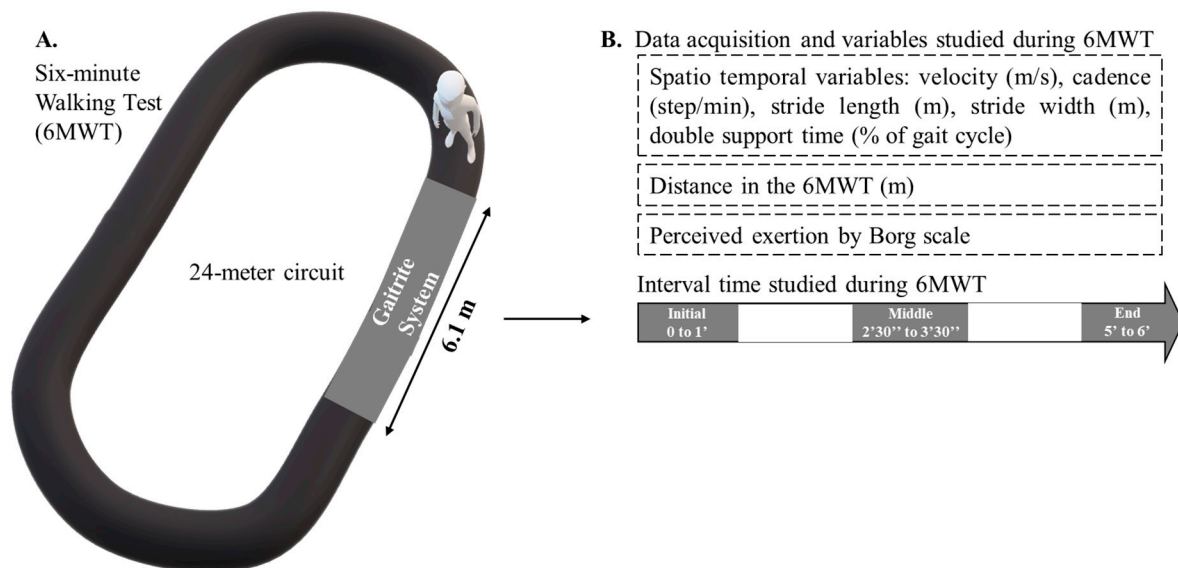 A.
Six-minute
Walking Test
(6MWT)
24-meter circuit
Gaitrite
System
6.1 m
B. Data acquisition and variables studied during 6MWT
Spatio temporal variables: velocity (m/s), cadence
(step/min), stride length (m), stride width (m),
double support time (% of gait cycle)
Distance in the 6MWT (m)
Perceived exertion by Borg scale
Interval time studied during 6MWT
Initial
0 to 1’
Middle
2’30’’ to 3’30’’
End
5’ to 6’